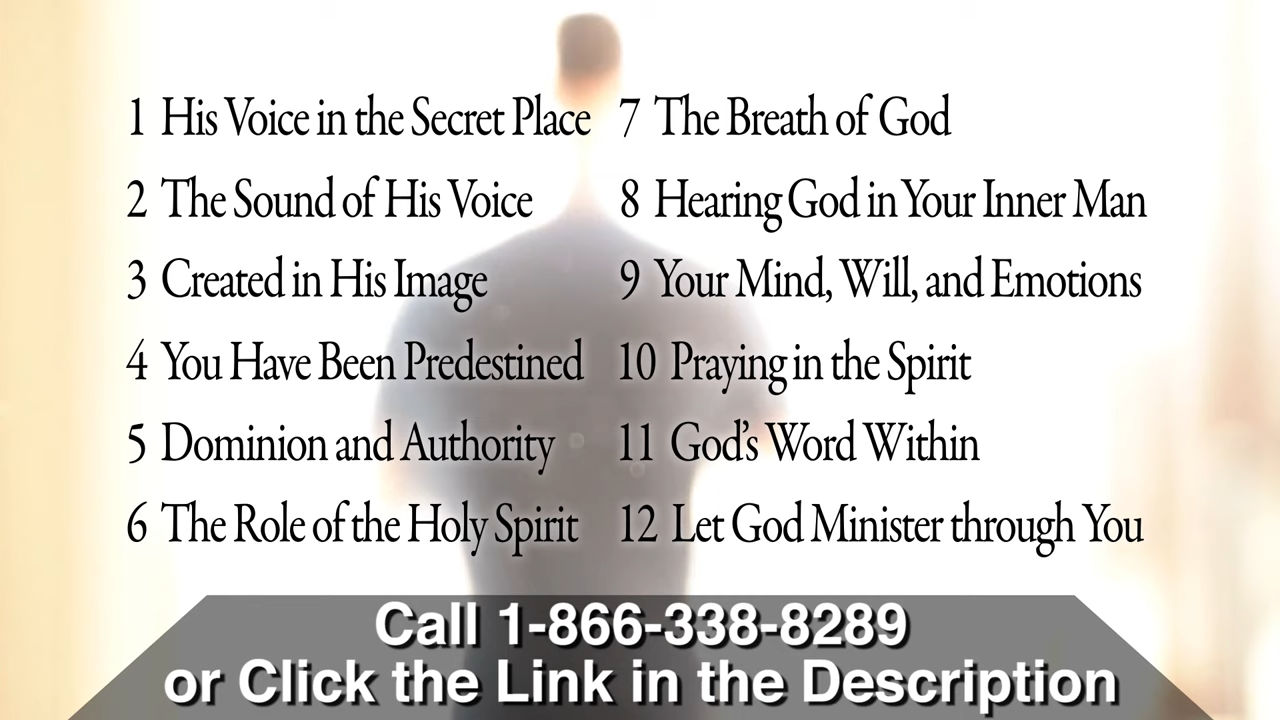 1 His Voice in the Secret Place
2 The Sound of His Voice
3 Created in His Image
4 You Have Been Predestined
5 Dominion and Authority
6 The Role of the Holy Spirit
7 The Breath of God
8 Hearing God in Your Inner Man
9 Your Mind, Will, and Emotions
10 Praying in the Spirit
11 God's Word Within
12 Let God Minister through You
Call 1-866-338-8289
or Click the Link in the Description